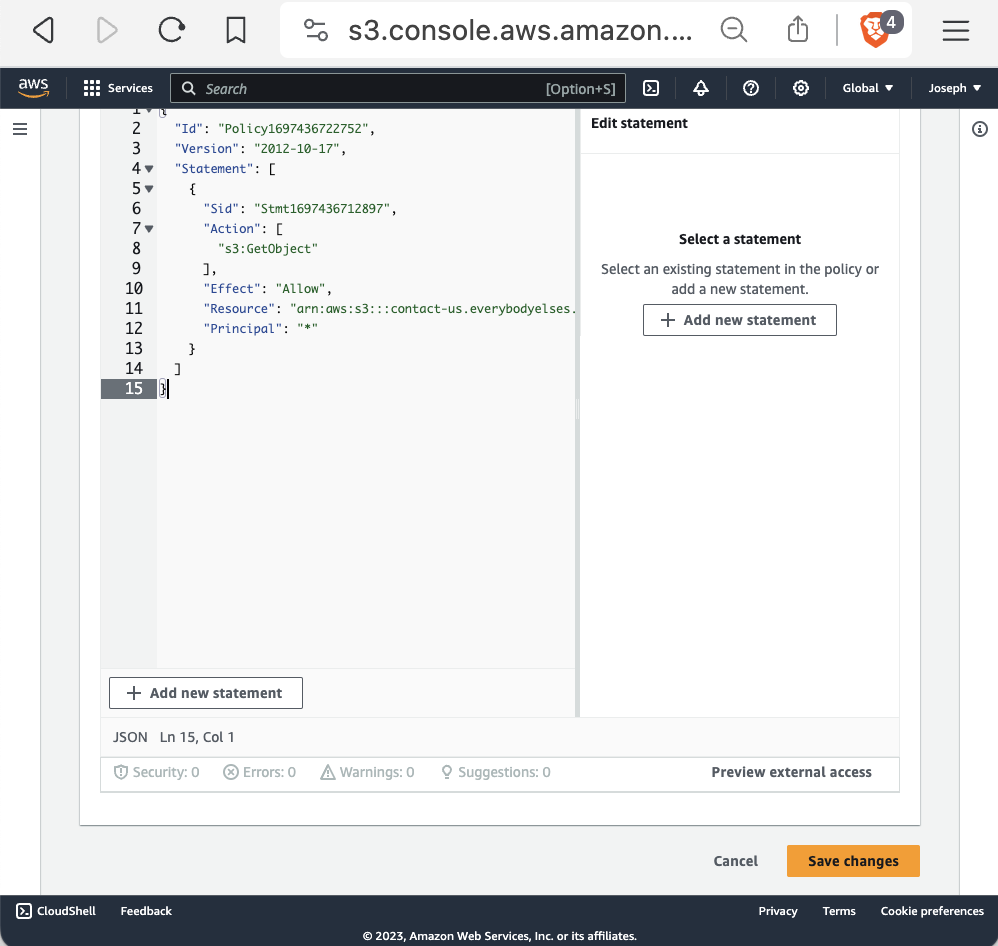 s3.console.aws.amazon....
4
aws
Services
Search
[Option+S]
Global
Joseph
1 {
2 "Id": "Policy1697436722752",
3 "Version": "2012-10-17",
4 "Statement": [
5 {
6 "Sid": "Stmt1697436712897",
7 "Action": [
8 "s3:GetObject"
9 ],
10 "Effect": "Allow",
11 "Resource": "arn:aws:s3:::contact-us.everybodyelses.
12 "Principal": "*"
13 }
14 ]
15 }
Add new statement
Edit statement
Select a statement
Select an existing statement in the policy or
add a new statement.
Add new statement
JSON Ln 15, Col 1
Security: 0 Errors: 0 Warnings: 0 Suggestions: 0
Preview external access
Cancel
Save changes
CloudShell Feedback
Privacy Terms Cookie preferences
© 2023, Amazon Web Services, Inc. or its affiliates.